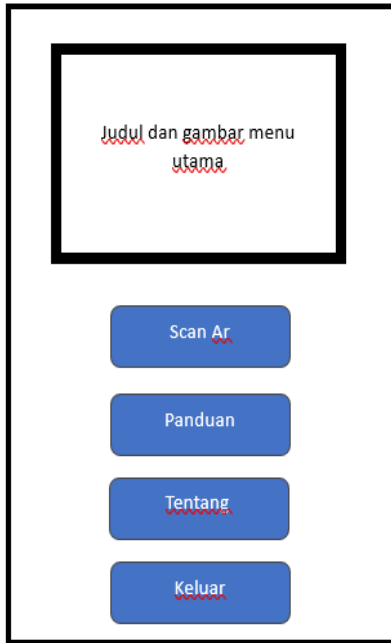 Judul dan gambar menu
utama
Scan Ar
Panduan
Tentang
Keluar